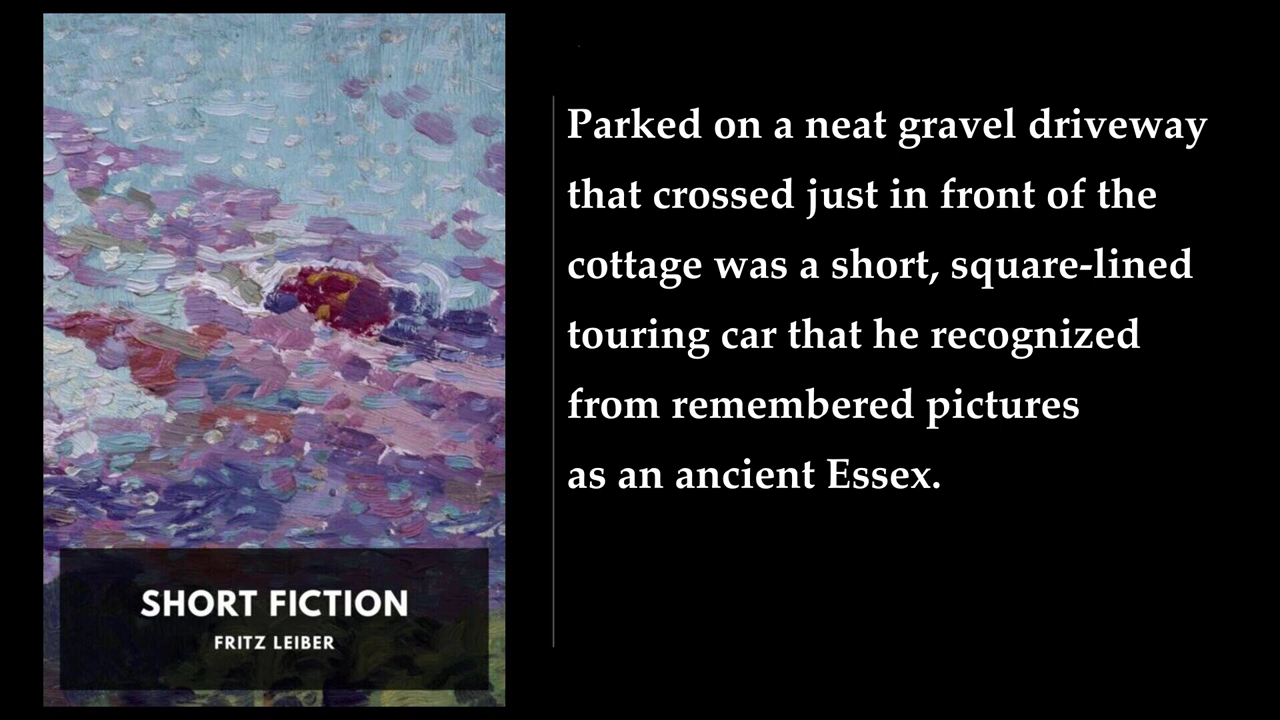 SHORT FICTION
FRITZ LEIBER
Parked on a neat gravel driveway
that crossed just in front of the
cottage was a short, square-lined
touring car that he recognized
from remembered pictures
as an ancient Essex.